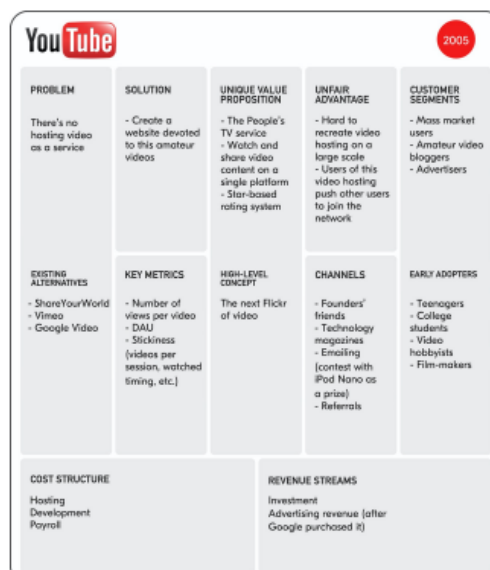 YouTube
2005
PROBLEM
There's no
hosting video
as a service
SOLUTION
- Create a
website devoted
to this amateur
videos
UNIQUE VALUE
PROPOSITION
- The People's
TV service
- Watch and
share video
content on a
single platform
- Star-based
rating system
UNFAIR
ADVANTAGE
- Hard to
recreate video
hosting on a
large scale
- Users of this
video hosting
push other users
to join the
network
CUSTOMER
SEGMENTS
- Mass market
users
- Amateur video
bloggers
- Advertisers
EXISTING
ALTERNATIVES
- ShareYourWorld
- Vimeo
- Google Video
KEY METRICS
- Number of
views per video
- DAU
- Stickiness
(videos per
session, watched
timing, etc.)
HIGH-LEVEL
CONCEPT
The next Flickr
of video
CHANNELS
- Founders'
friends
- Technology
magazines
- Emailing
(contest with
iPod Nano as
a prize)
- Referrals
EARLY ADOPTERS
- Teenagers
- College
students
- Video
hobbyists
- Film-makers
COST STRUCTURE
Hosting
Development
Payroll
REVENUE STREAMS
Investment
Advertising revenue (after
Google purchased it)